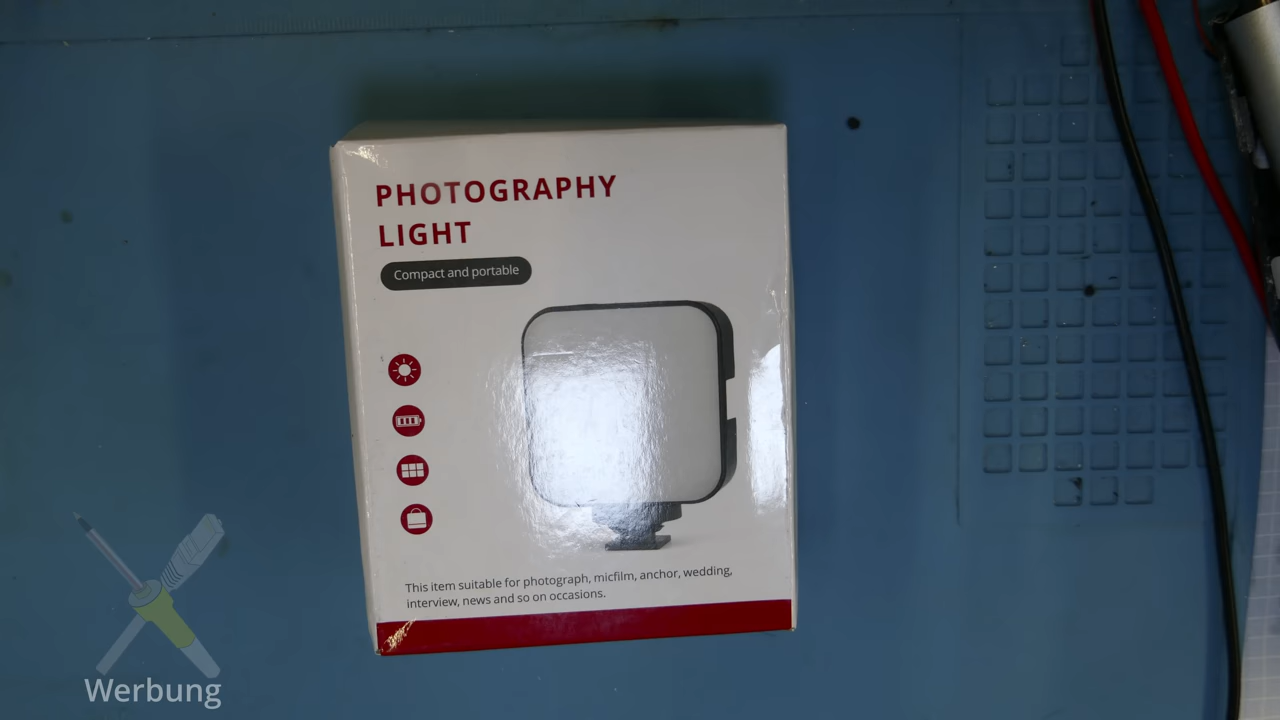 PHOTOGRAPHY
LIGHT
Compact and portable
This item suitable for photograph, micfilm, anchor, wedding,
interview, news and so on occasions.
Werbung